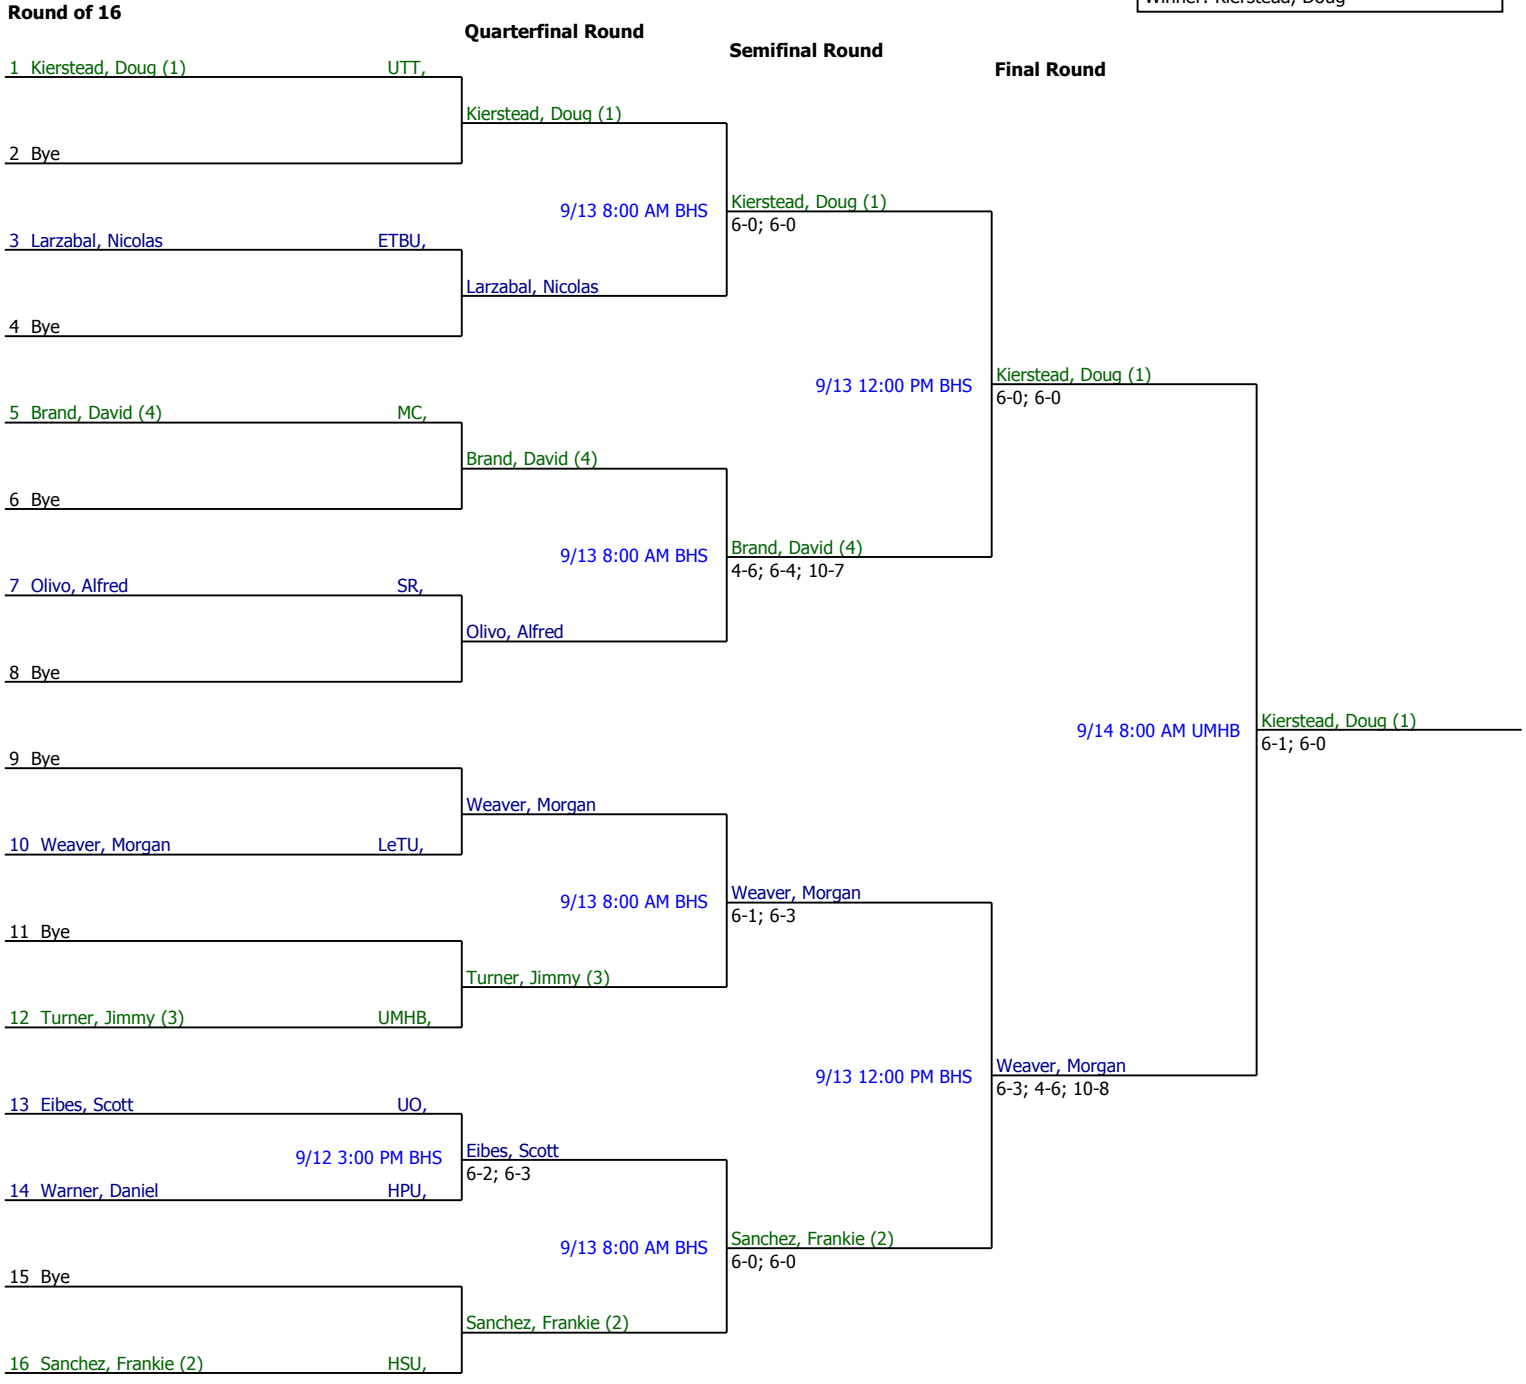 Winner: Kierstead, Doug
Round of 16
Quarterfinal Round
Semifinal Round
Final Round
1 Kierstead, Doug (1) UTT,
Kierstead, Doug (1)
2 Bye
9/13 8:00 AM BHS
Kierstead, Doug (1)
6-0; 6-0
3 Larzabal, Nicolas ETBU,
Larzabal, Nicolas
4 Bye
9/13 12:00 PM BHS
Kierstead, Doug (1)
6-0; 6-0
5 Brand, David (4) MC,
Brand, David (4)
6 Bye
9/13 8:00 AM BHS
Brand, David (4)
4-6; 6-4; 10-7
7 Olivo, Alfred SR,
Olivo, Alfred
8 Bye
9/14 8:00 AM UMHB
Kierstead, Doug (1)
6-1; 6-0
9 Bye
Weaver, Morgan
10 Weaver, Morgan LeTU,
9/13 8:00 AM BHS
Weaver, Morgan
6-1; 6-3
11 Bye
Turner, Jimmy (3)
12 Turner, Jimmy (3) UMHB,
9/13 12:00 PM BHS
Weaver, Morgan
6-3; 4-6; 10-8
13 Eibes, Scott UO,
9/12 3:00 PM BHS
Eibes, Scott
6-2; 6-3
14 Warner, Daniel HPU,
9/13 8:00 AM BHS
Sanchez, Frankie (2)
6-0; 6-0
15 Bye
Sanchez, Frankie (2)
16 Sanchez, Frankie (2) HSU,